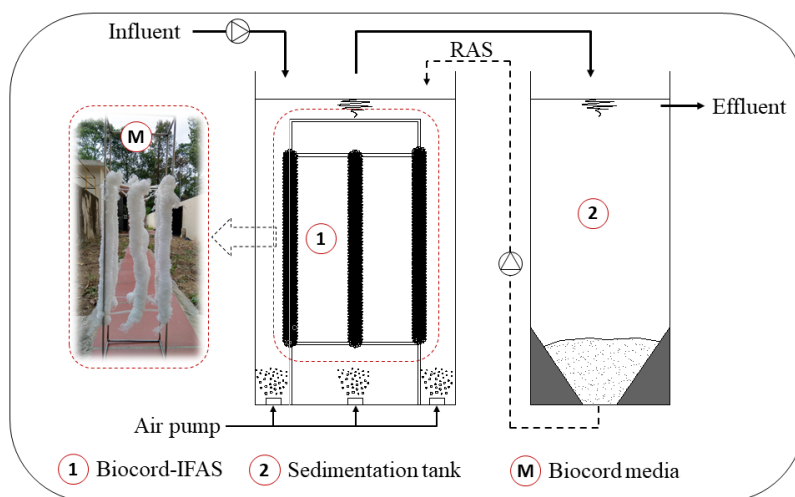 Influent
RAS
Effluent
M
1
2
Air pump
1 Biocord-IFAS
2 Sedimentation tank
M Biocord media